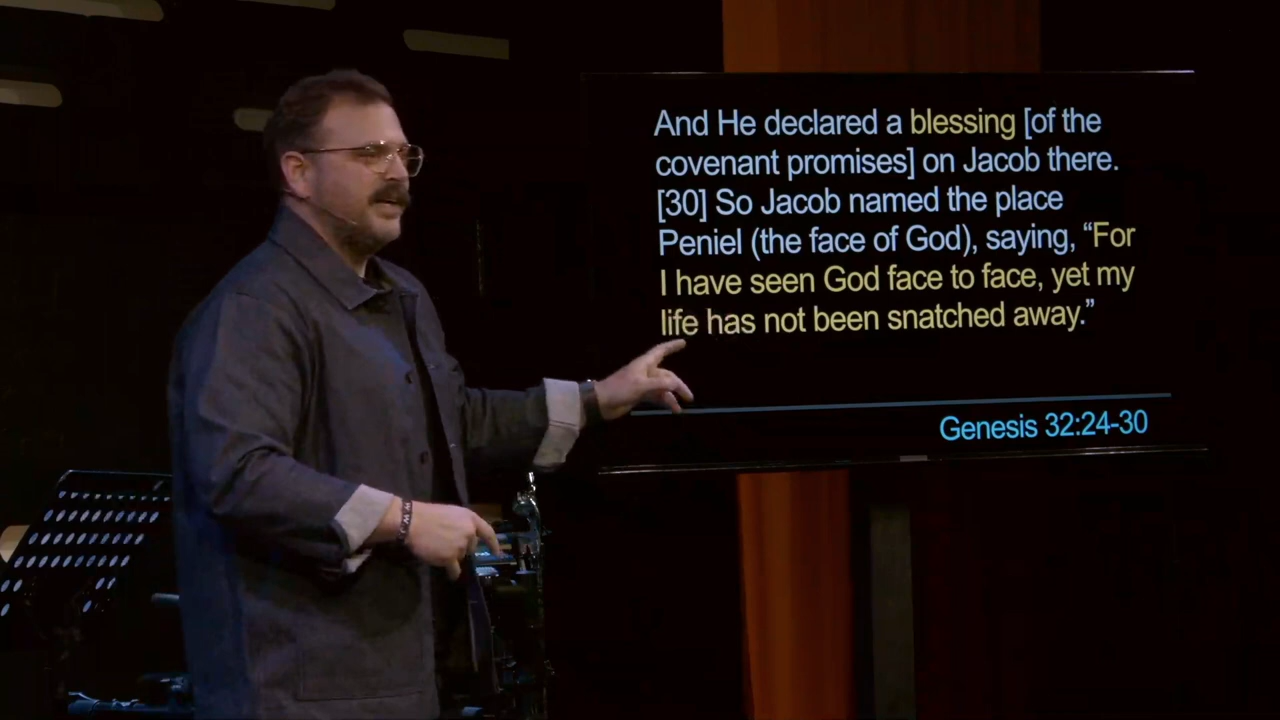 And He declared a blessing [of the
covenant promises] on Jacob there.
[30] So Jacob named the place
Peniel (the face of God), saying, “For
I have seen God face to face, yet my
life has not been snatched away.”
Genesis 32:24-30